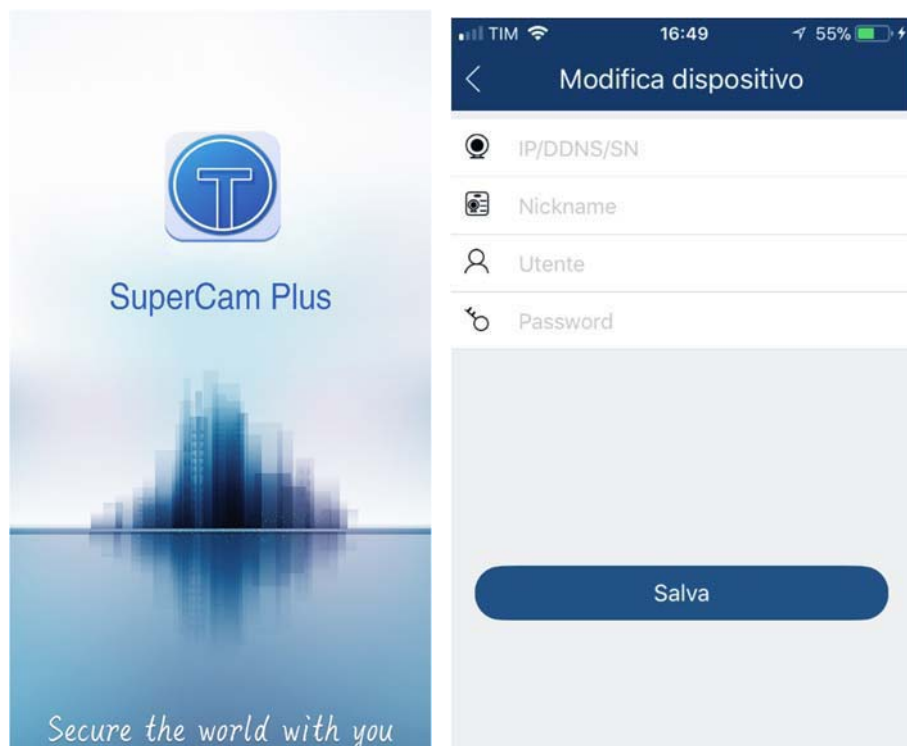 T
SuperCam Plus
Secure the world with you
TIM 16:49 55%
Modifica dispositivo
IP/DDNS/SN
Nickname
Utente
Password
Salva